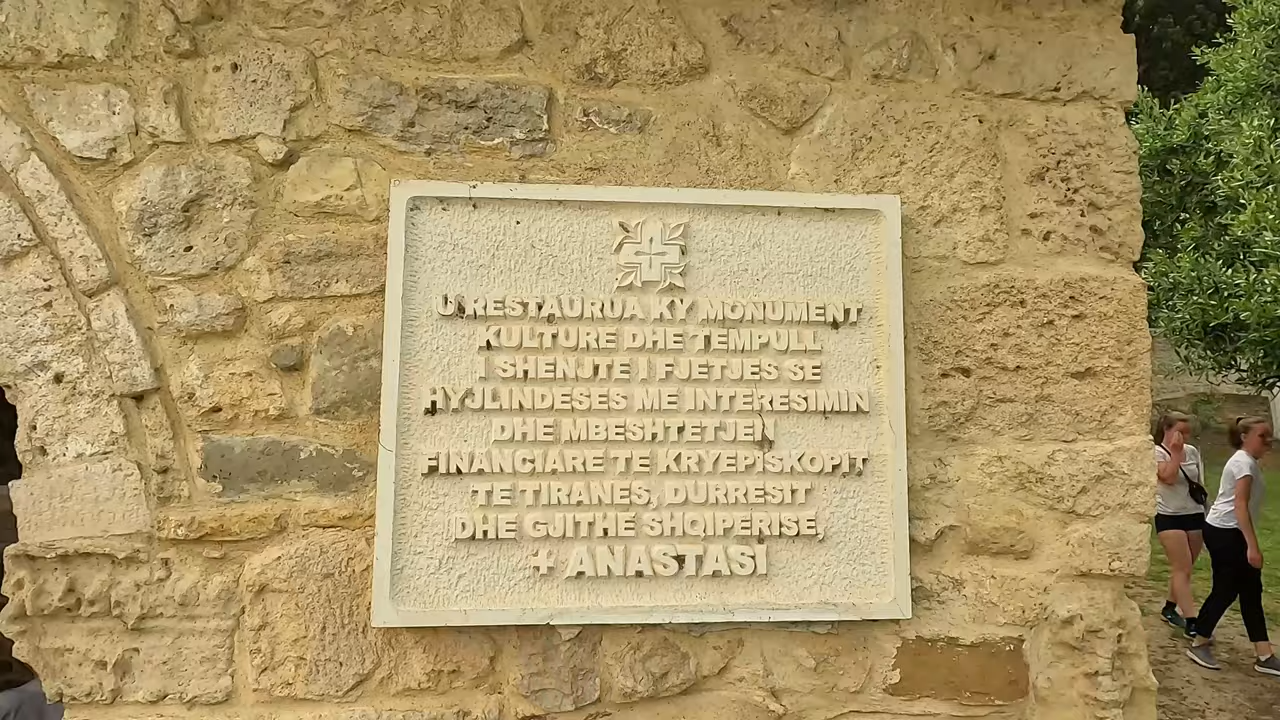 U RESTAURUA KY MONUMENT
KULTURE DHE TEMPULL
I SHENJTE I FJETJES SE
HYJLINDESES ME INTERESIMIN
DHE MBESHTETJEN
FINANCIARE TE KRYEPISKOPIT
TE TIRANES, DURRESIT
DHE GJITHE SHQIPERISE,
+ ANASTASI